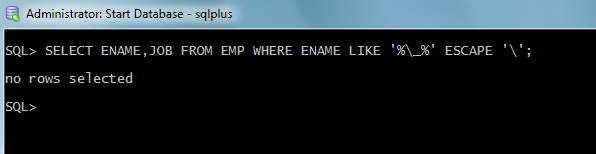 Administrator: Start Database - sqlplus
SQL> SELECT ENAME,JOB FROM EMP WHERE ENAME LIKE '%\_%' ESCAPE '\';
no rows selected
SQL>